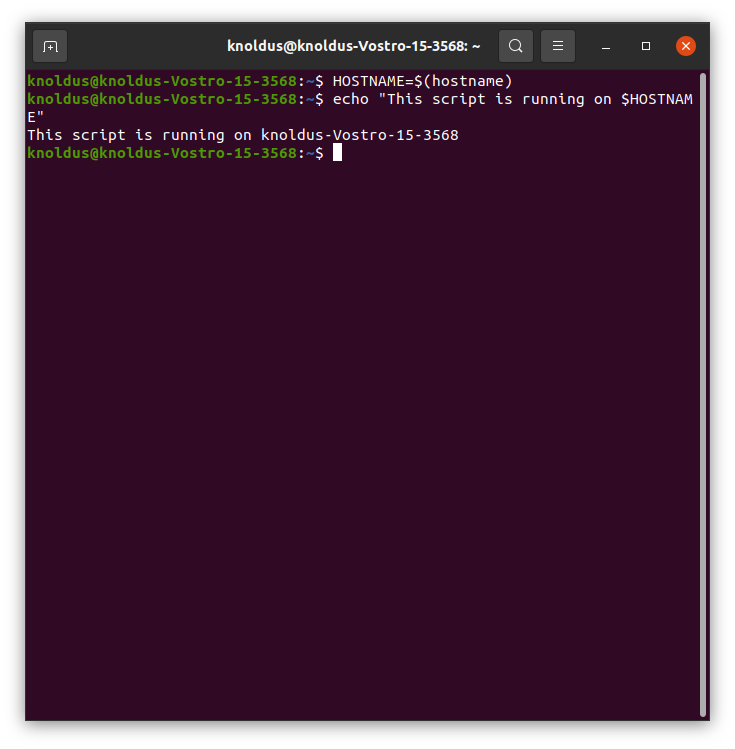 knoldus@knoldus-Vostro-15-3568: ~
knoldus@knoldus-Vostro-15-3568:~$ HOSTNAME=$(hostname)
knoldus@knoldus-Vostro-15-3568:~$ echo "This script is running on $HOSTNAM
E"
This script is running on knoldus-Vostro-15-3568
knoldus@knoldus-Vostro-15-3568:~$